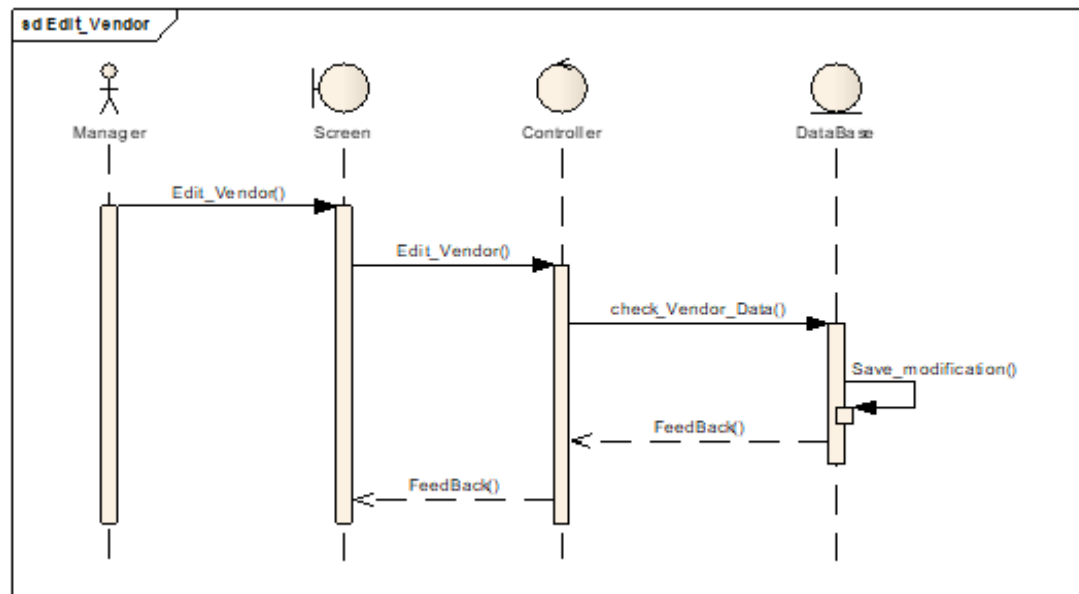 sd Edit_Vendor
Manager
Screen
Controller
DataBase
Edit_Vendor()
Edit_Vendor()
check_Vendor_Data()
Save_modification()
FeedBack()
FeedBack()